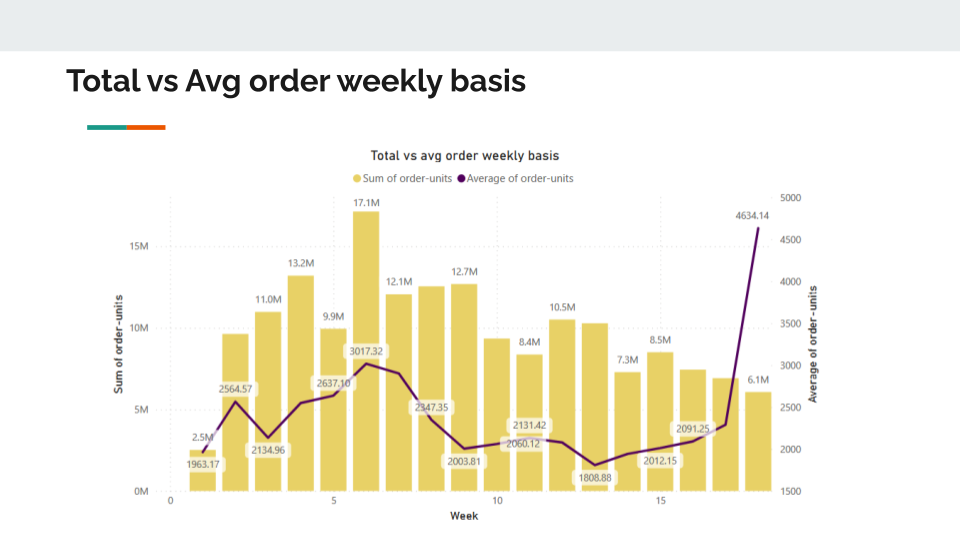 Total vs Avg order weekly basis
Total vs avg order weekly basis
Sum of order-units Average of order-units
17.1M
13.2M
12.7M
12.1M
11.0M
10.5M
9.9M
8.4M
8.5M
7.3M
6.1M
2.5M
4634.14
3017.32
2637.10
2564.57
2347.35
2134.96
2131.42
2091.25
2060.12
2003.81
2012.15
1963.17
1808.88
15M
10M
5M
0M
Sum of order-units
5000
4500
4000
3500
3000
2500
2000
1500
Average of order-units
0 5 10 15
Week